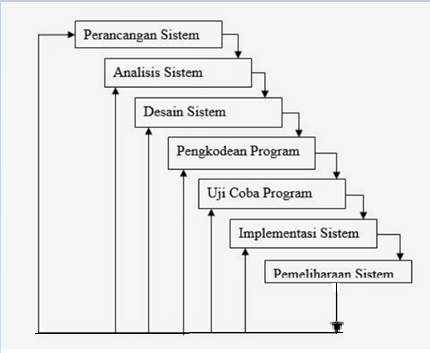 Perancangan Sistem
Analisis Sistem
Desain Sistem
Pengkodean Program
Uji Coba Program
Implementasi Sistem
Pemeliharaan Sistem